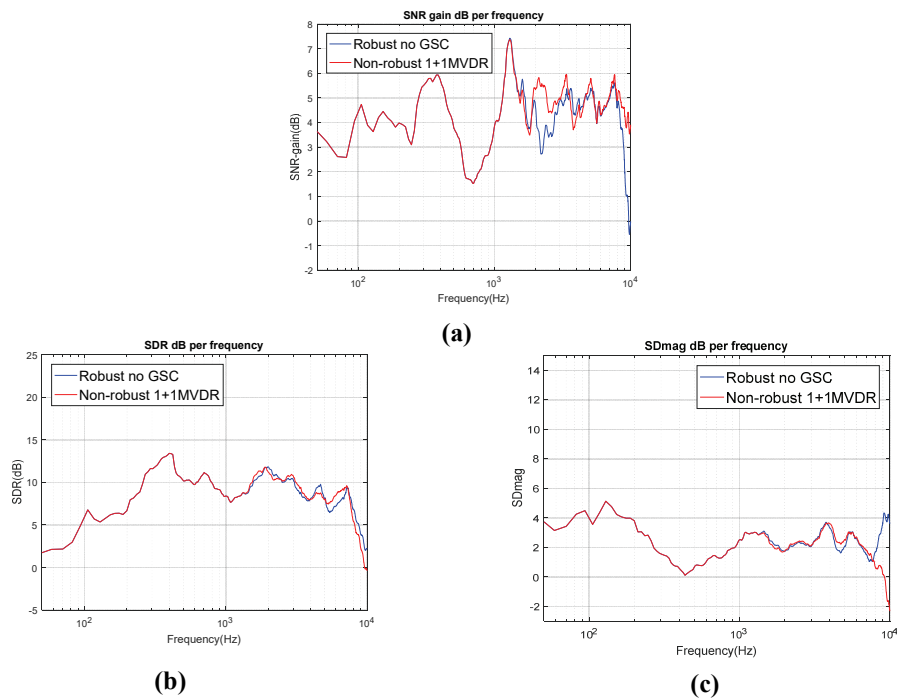 SNR gain dB per frequency
8
7
6
5
4
3
2
1
0
-1
-2
SNR-gain(dB)
Robust no GSC
Non-robust 1+1MVDR
10^2
10^3
10^4
Frequency(Hz)
(a)
SDR dB per frequency
25
20
15
10
5
0
-5
SDR(dB)
Robust no GSC
Non-robust 1+1MVDR
10^2
10^3
10^4
Frequency(Hz)
(b)
SDmag dB per frequency
14
12
10
8
6
4
2
0
-2
SDmag
Robust no GSC
Non-robust 1+1MVDR
10^2
10^3
10^4
Frequency(Hz)
(c)